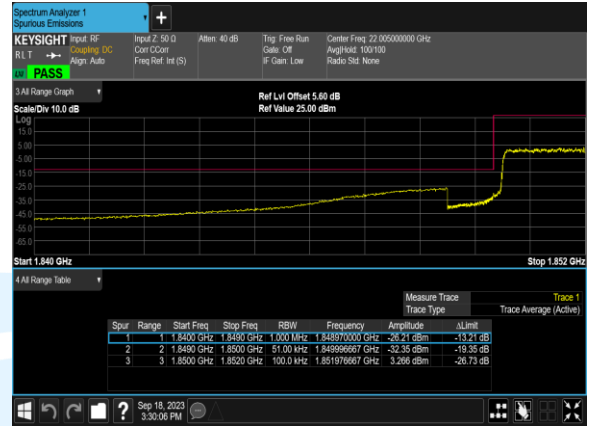 Spectrum Analyzer 1
Spurious Emissions
KEYSIGHT Input: RF Input Z: 50 Ω Atten: 40 dB Trig: Free Run Center Freq: 22.005000000 GHz
RLT Coupling: DC Corr CCorr Gate: Off Avg|Hold: 100/100
Align: Auto Freq Ref: Int (S) IF Gain: Low Radio Std: None
PASS
3 All Range Graph
Ref Lvl Offset 5.60 dB
Scale/Div 10.0 dB Ref Value 25.00 dBm
Log
15.0
5.00
-5.00
-15.0
-25.0
-35.0
-45.0
-55.0
-65.0
Start 1.840 GHz Stop 1.852 GHz
4 All Range Table
Measure Trace Trace 1
Trace Type Trace Average (Active)
Spur Range Start Freq Stop Freq RBW Frequency Amplitude ΔLimit
1 1 1.8400 GHz 1.8490 GHz 1.000 MHz 1.848970000 GHz -26.21 dBm -13.21 dB
2 2 1.8490 GHz 1.8500 GHz 51.00 kHz 1.849996667 GHz -32.35 dBm -19.35 dB
3 3 1.8500 GHz 1.8520 GHz 100.0 kHz 1.851976667 GHz 3.266 dBm -26.73 dB
Sep 18, 2023
3:30:06 PM